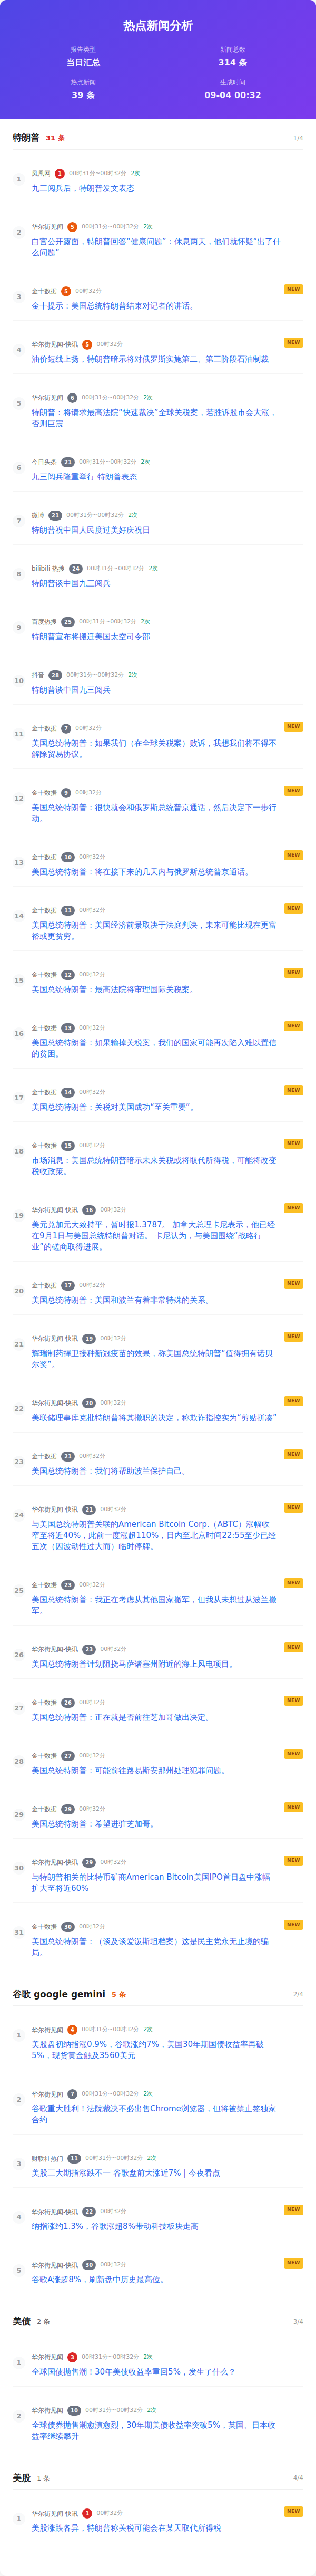 热点新闻分析
报告类型
当日汇总
新闻总数
314 条
热点新闻
39 条
生成时间
09-04 00:32
特朗普 31 条 1/4
1
凤凰网 1 00时31分~00时32分 2次
九三阅兵后，特朗普发文表态
2
华尔街见闻 5 00时31分~00时32分 2次
白宫公开露面，特朗普回答“健康问题”：休息两天，他们就怀疑“出了什
么问题”
3
金十数据 5 00时32分 NEW
金十提示：美国总统特朗普结束对记者的讲话。
4
华尔街见闻-快讯 5 00时32分 NEW
油价短线上扬，特朗普暗示将对俄罗斯实施第二、第三阶段石油制裁
5
华尔街见闻 6 00时31分~00时32分 2次
特朗普：将请求最高法院“快速裁决”全球关税案，若胜诉股市会大涨，
否则巨震
6
今日头条 21 00时31分~00时32分 2次
九三阅兵隆重举行 特朗普表态
7
微博 21 00时31分~00时32分 2次
特朗普祝中国人民度过美好庆祝日
8
bilibili 热搜 24 00时31分~00时32分 2次
特朗普谈中国九三阅兵
9
百度热搜 25 00时31分~00时32分 2次
特朗普宣布将搬迁美国太空司令部
10
抖音 28 00时31分~00时32分 2次
特朗普谈中国九三阅兵
11
金十数据 7 00时32分 NEW
美国总统特朗普：如果我们（在全球关税案）败诉，我想我们将不得不
解除贸易协议。
12
金十数据 9 00时32分 NEW
美国总统特朗普：很快就会和俄罗斯总统普京通话，然后决定下一步行
动。
13
金十数据 10 00时32分 NEW
美国总统特朗普：将在接下来的几天内与俄罗斯总统普京通话。
14
金十数据 11 00时32分 NEW
美国总统特朗普：美国经济前景取决于法庭判决，未来可能比现在更富
裕或更贫穷。
15
金十数据 12 00时32分 NEW
美国总统特朗普：最高法院将审理国际关税案。
16
金十数据 13 00时32分 NEW
美国总统特朗普：如果输掉关税案，我们的国家可能再次陷入难以置信
的贫困。
17
金十数据 14 00时32分 NEW
美国总统特朗普：关税对美国成功“至关重要”。
18
金十数据 15 00时32分 NEW
市场消息：美国总统特朗普暗示未来关税或将取代所得税，可能将改变
税收政策。
19
华尔街见闻-快讯 16 00时32分 NEW
美元兑加元大致持平，暂时报1.3787。 加拿大总理卡尼表示，他已经
在9月1日与美国总统特朗普对话。 卡尼认为，与美国围绕“战略行
业”的磋商取得进展。
20
金十数据 17 00时32分 NEW
美国总统特朗普：美国和波兰有着非常特殊的关系。
21
华尔街见闻-快讯 19 00时32分 NEW
辉瑞制药捍卫接种新冠疫苗的效果，称美国总统特朗普“值得拥有诺贝
尔奖”。
22
华尔街见闻-快讯 20 00时32分 NEW
美联储理事库克批特朗普将其撤职的决定，称欺诈指控实为“剪贴拼凑”
23
金十数据 21 00时32分 NEW
美国总统特朗普：我们将帮助波兰保护自己。
24
华尔街见闻-快讯 21 00时32分 NEW
与美国总统特朗普关联的American Bitcoin Corp.（ABTC）涨幅收
窄至将近40%，此前一度涨超110%，日内至北京时间22:55至少已经
五次（因波动性过大而）临时停牌。
25
金十数据 23 00时32分 NEW
美国总统特朗普：我正在考虑从其他国家撤军，但我从未想过从波兰撤
军。
26
华尔街见闻-快讯 23 00时32分 NEW
美国总统特朗普计划阻挠马萨诸塞州附近的海上风电项目。
27
金十数据 26 00时32分 NEW
美国总统特朗普：正在就是否前往芝加哥做出决定。
28
金十数据 27 00时32分 NEW
美国总统特朗普：可能前往路易斯安那州处理犯罪问题。
29
金十数据 29 00时32分 NEW
美国总统特朗普：希望进驻芝加哥。
30
华尔街见闻-快讯 29 00时32分 NEW
与特朗普相关的比特币矿商American Bitcoin美国IPO首日盘中涨幅
扩大至将近60%
31
金十数据 30 00时32分 NEW
美国总统特朗普：（谈及谈爱泼斯坦档案）这是民主党永无止境的骗
局。
谷歌 google gemini 5 条 2/4
1
华尔街见闻 4 00时31分~00时32分 2次
美股盘初纳指涨0.9%，谷歌涨约7%，美国30年期国债收益率再破
5%，现货黄金触及3560美元
2
华尔街见闻 7 00时31分~00时32分 2次
谷歌重大胜利！法院裁决不必出售Chrome浏览器，但将被禁止签独家
合约
3
财联社热门 11 00时31分~00时32分 2次
美股三大期指涨跌不一 谷歌盘前大涨近7% | 今夜看点
4
华尔街见闻-快讯 22 00时32分 NEW
纳指涨约1.3%，谷歌涨超8%带动科技板块走高
5
华尔街见闻-快讯 30 00时32分 NEW
谷歌A涨超8%，刷新盘中历史最高位。
美债 2 条 3/4
1
华尔街见闻 3 00时31分~00时32分 2次
全球国债抛售潮！30年美债收益率重回5%，发生了什么？
2
华尔街见闻 10 00时31分~00时32分 2次
全球债券抛售潮愈演愈烈，30年期美债收益率突破5%，英国、日本收
益率继续攀升
美股 1 条 4/4
1
华尔街见闻-快讯 1 00时32分 NEW
美股涨跌各异，特朗普称关税可能会在某天取代所得税